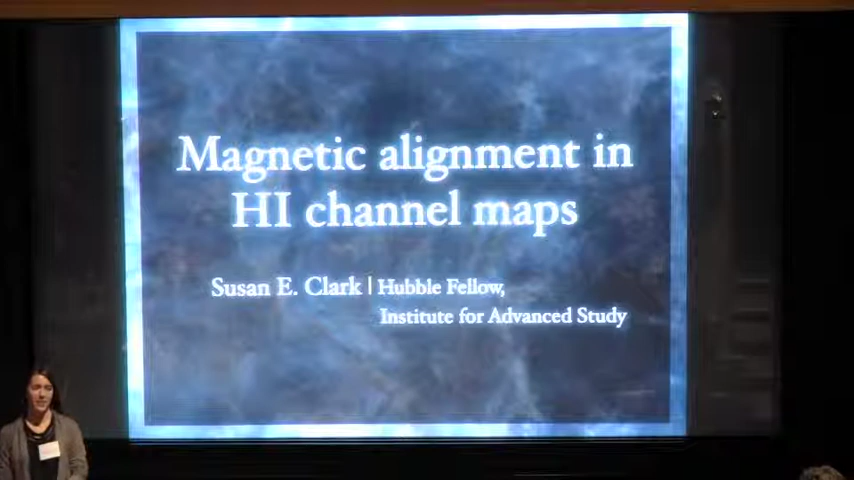 Magnetic alignment in
HI channel maps
Susan E. Clark | Hubble Fellow,
Institute for Advanced Study